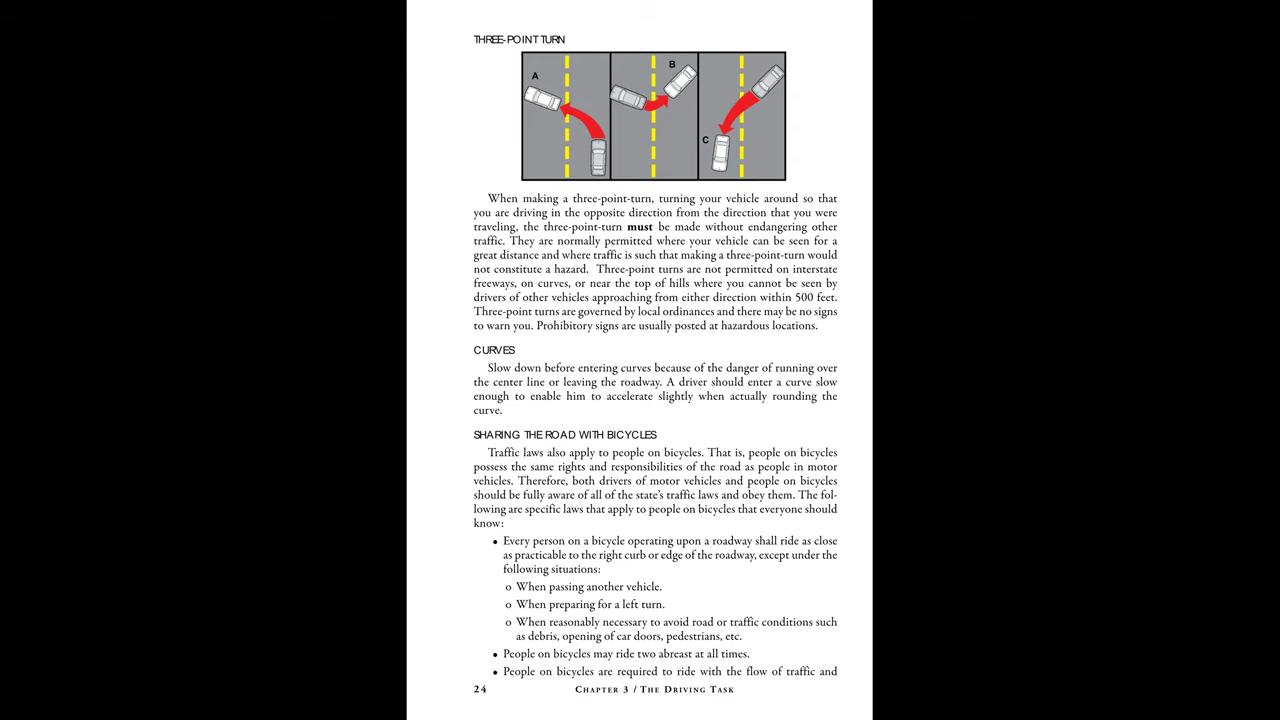 THREE-POINT TURN
A
B
C
When making a three-point-turn, turning your vehicle around so that
you are driving in the opposite direction from the direction that you were
traveling, the three-point-turn must be made without endangering other
traffic. They are normally permitted where your vehicle can be seen for a
great distance and where traffic is such that making a three-point-turn would
not constitute a hazard. Three-point turns are not permitted on interstate
freeways, on curves, or near the top of hills where you cannot be seen by
drivers of other vehicles approaching from either direction within 500 feet.
Three-point turns are governed by local ordinances and there may be no signs
to warn you. Prohibitory signs are usually posted at hazardous locations.
CURVES
Slow down before entering curves because of the danger of running over
the center line or leaving the roadway. A driver should enter a curve slow
enough to enable him to accelerate slightly when actually rounding the
curve.
SHARING THE ROAD WITH BICYCLES
Traffic laws also apply to people on bicycles. That is, people on bicycles
possess the same rights and responsibilities of the road as people in motor
vehicles. Therefore, both drivers of motor vehicles and people on bicycles
should be fully aware of all of the state's traffic laws and obey them. The fol-
lowing are specific laws that apply to people on bicycles that everyone should
know:
• Every person on a bicycle operating upon a roadway shall ride as close
as practicable to the right curb or edge of the roadway, except under the
following situations:
o When passing another vehicle.
o When preparing for a left turn.
o When reasonably necessary to avoid road or traffic conditions such
as debris, opening of car doors, pedestrians, etc.
• People on bicycles may ride two abreast at all times.
• People on bicycles are required to ride with the flow of traffic and
24 CHAPTER 3 / THE DRIVING TASK